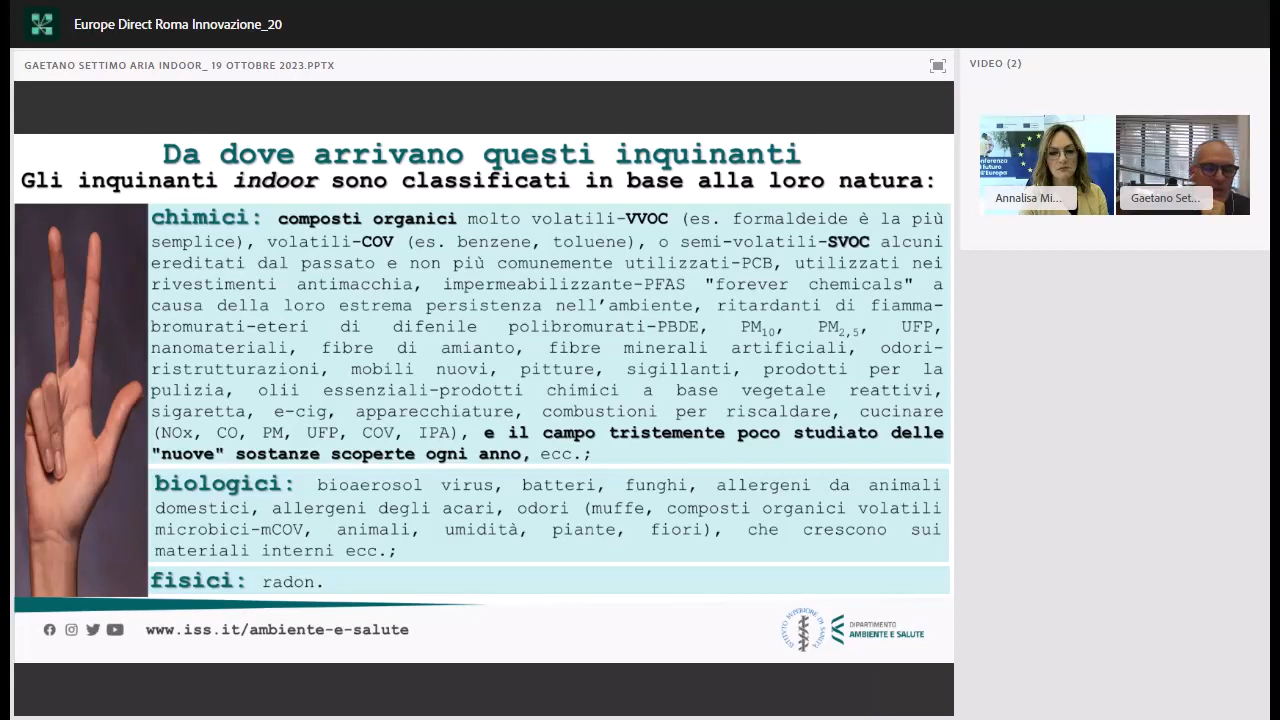 Europe Direct Roma Innovazione_20
GAETANO SETTIMO ARIA INDOOR_ 19 OTTOBRE 2023.PPTX
VIDEO (2)
Da dove arrivano questi inquinanti
Gli inquinanti indoor sono classificati in base alla loro natura:
chimici: composti organici molto volatili-VVOC (es. formaldeide è la più
semplice), volatili-COV (es. benzene, toluene), o semi-volatili-SVOC alcuni
ereditati dal passato e non più comunemente utilizzati-PCB, utilizzati nei
rivestimenti antimacchia, impermeabilizzante-PFAS "forever chemicals" a
causa della loro estrema persistenza nell’ambiente, ritardanti di fiamma-
bromurati-eteri di difenile polibromurati-PBDE, PM10, PM2,5, UFP,
nanomateriali, fibre di amianto, fibre minerali artificiali, odori-
ristrutturazioni, mobili nuovi, pitture, sigillanti, prodotti per la
pulizia, olii essenziali-prodotti chimici a base vegetale reattivi,
sigaretta, e-cig, apparecchiature, combustioni per riscaldare, cucinare
(NOx, CO, PM, UFP, COV, IPA), e il campo tristemente poco studiato delle
"nuove" sostanze scoperte ogni anno, ecc.;
biologici: bioaerosol virus, batteri, funghi, allergeni da animali
domestici, allergeni degli acari, odori (muffe, composti organici volatili
microbici-mCOV, animali, umidità, piante, fiori), che crescono sui
materiali interni ecc.;
fisici: radon.
www.iss.it/ambiente-e-salute
ISTITUTO SUPERIORE DI SANITÀ
DIPARTIMENTO
AMBIENTE E SALUTE
Annalisa Mi...
Gaetano Set...